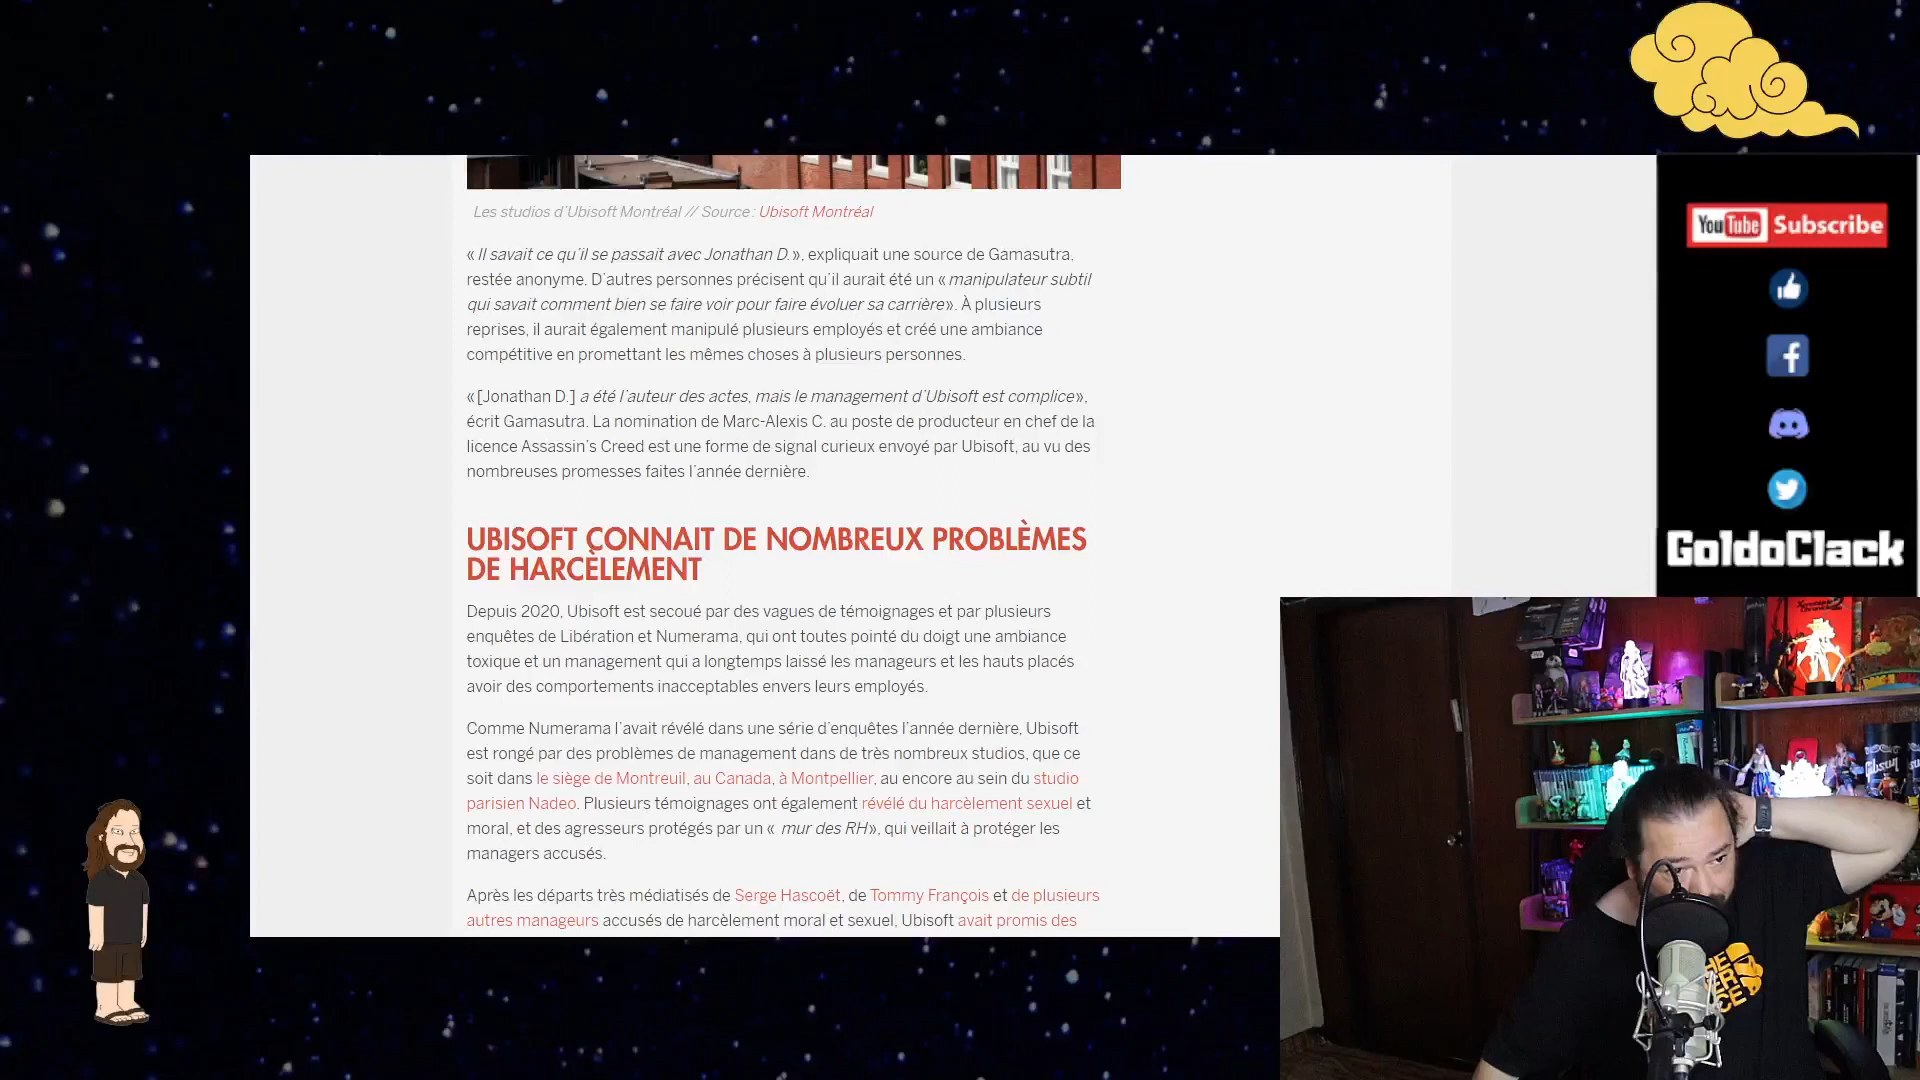 Les studios d'Ubisoft Montréal // Source : Ubisoft Montréal
« Il savait ce qu'il se passait avec Jonathan D. », expliquait une source de Gamasutra,
restée anonyme. D'autres personnes précisent qu'il aurait été un « manipulateur subtil
qui savait comment bien se faire voir pour faire évoluer sa carrière ». À plusieurs
reprises, il aurait également manipulé plusieurs employés et créé une ambiance
compétitive en promettant les mêmes choses à plusieurs personnes.
« [Jonathan D.] a été l'auteur des actes, mais le management d'Ubisoft est complice »,
écrit Gamasutra. La nomination de Marc-Alexis C. au poste de producteur en chef de la
licence Assassin's Creed est une forme de signal curieux envoyé par Ubisoft, au vu des
nombreuses promesses faites l'année dernière.
UBISOFT CONNAIT DE NOMBREUX PROBLÈMES
DE HARCÈLEMENT
Depuis 2020, Ubisoft est secoué par des vagues de témoignages et par plusieurs
enquêtes de Libération et Numerama, qui ont toutes pointé du doigt une ambiance
toxique et un management qui a longtemps laissé les manageurs et les hauts placés
avoir des comportements inacceptables envers leurs employés.
Comme Numerama l'avait révélé dans une série d'enquêtes l'année dernière, Ubisoft
est rongé par des problèmes de management dans de très nombreux studios, que ce
soit dans le siège de Montreuil, au Canada, à Montpellier, au encore au sein du studio
parisien Nadeo. Plusieurs témoignages ont également révélé du harcèlement sexuel et
moral, et des agresseurs protégés par un « mur des RH », qui veillait à protéger les
managers accusés.
Après les départs très médiatisés de Serge Hascoët, de Tommy François et de plusieurs
autres manageurs accusés de harcèlement moral et sexuel, Ubisoft avait promis des
YouTube Subscribe
GoldoClack
Gibson